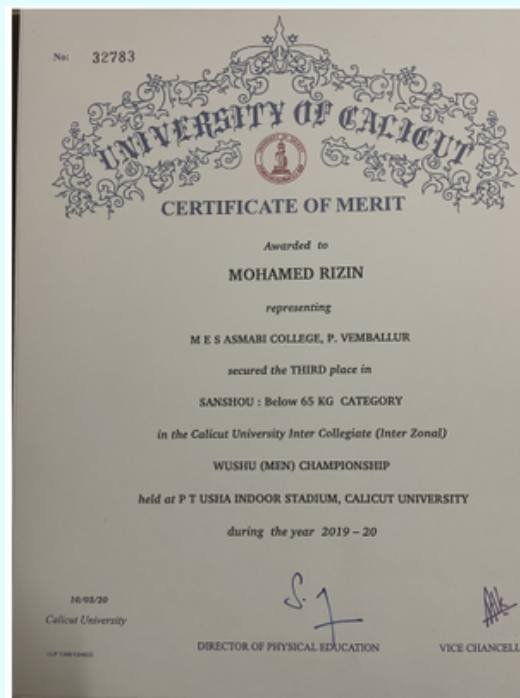 No: 32783
UNIVERSITY OF CALICUT
CERTIFICATE OF MERIT
Awarded to
MOHAMED RIZIN
representing
M E S ASMABI COLLEGE, P. VEMBALLUR
secured the THIRD place in
SANSHOU : Below 65 KG CATEGORY
in the Calicut University Inter Collegiate (Inter Zonal)
WUSHU (MEN) CHAMPIONSHIP
held at P T USHA INDOOR STADIUM, CALICUT UNIVERSITY
during the year 2019 – 20
10/03/20
Calicut University
DIRECTOR OF PHYSICAL EDUCATION
VICE CHANCELL